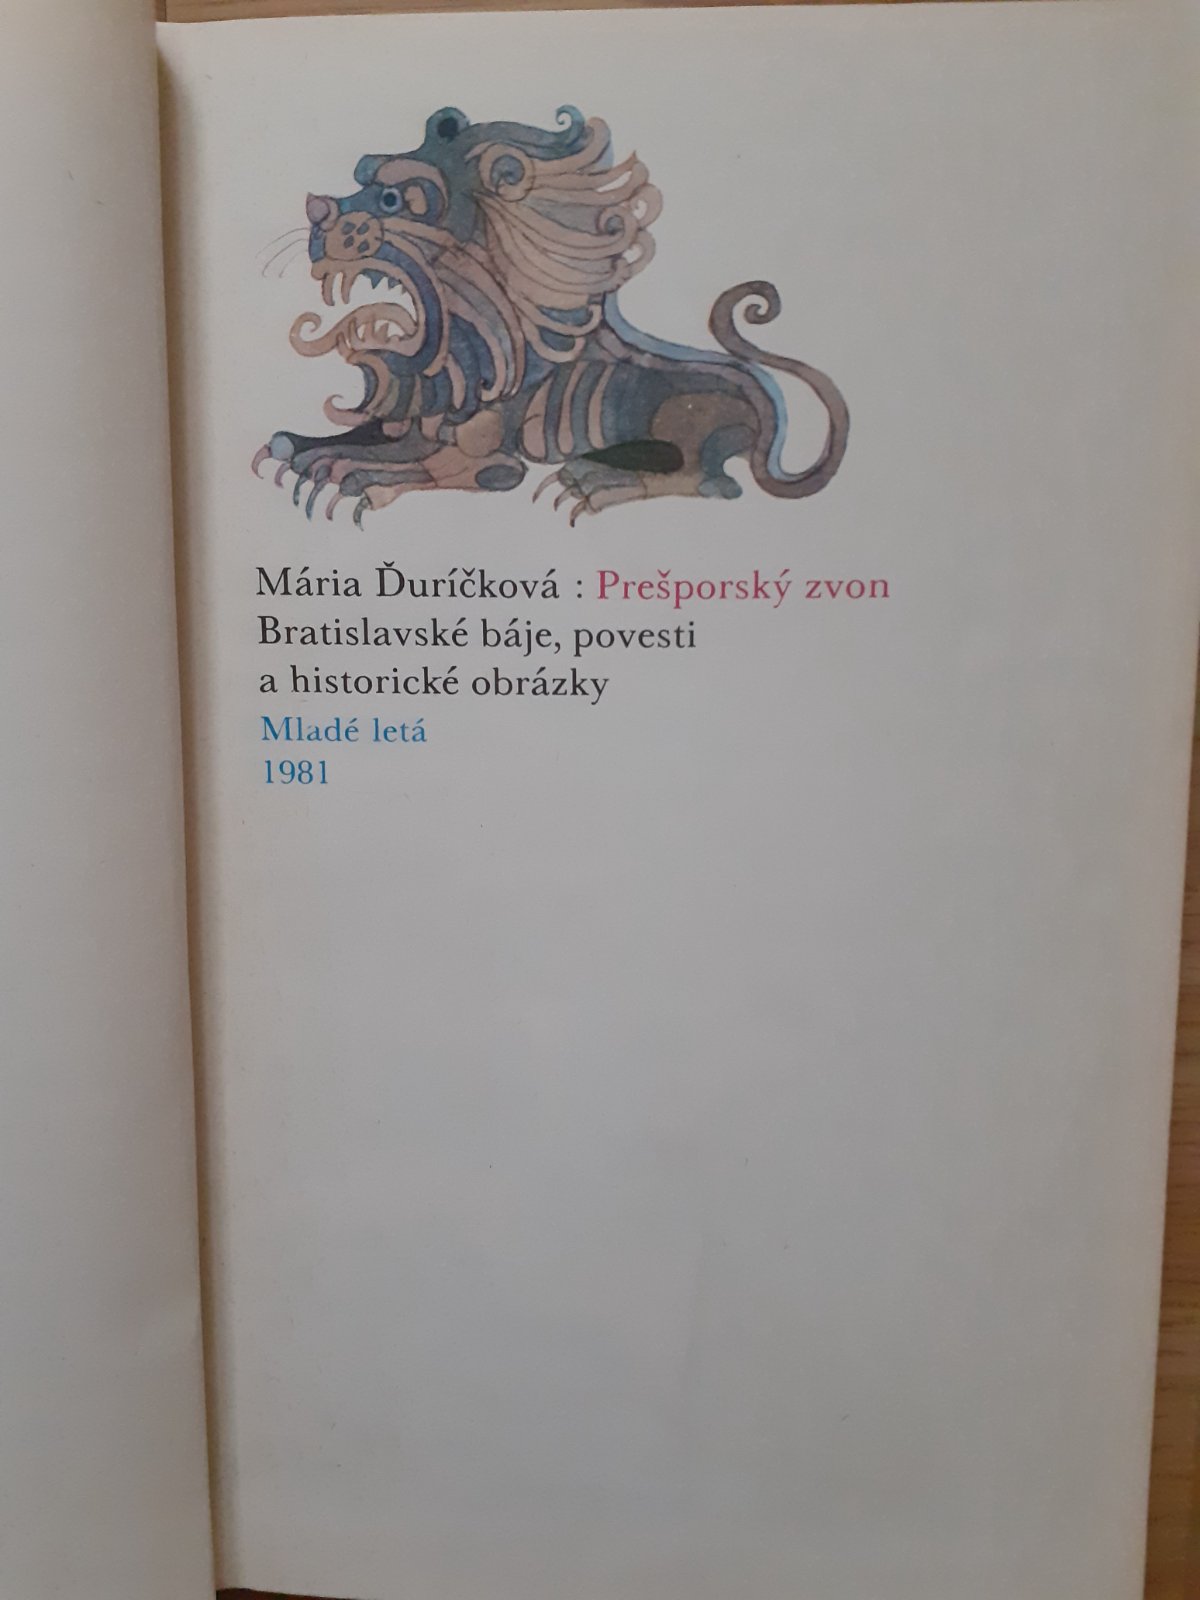 Mária Ďuríčková : Prešporský zvon
Bratislavské báje, povesti
a historické obrázky
Mladé letá
1981